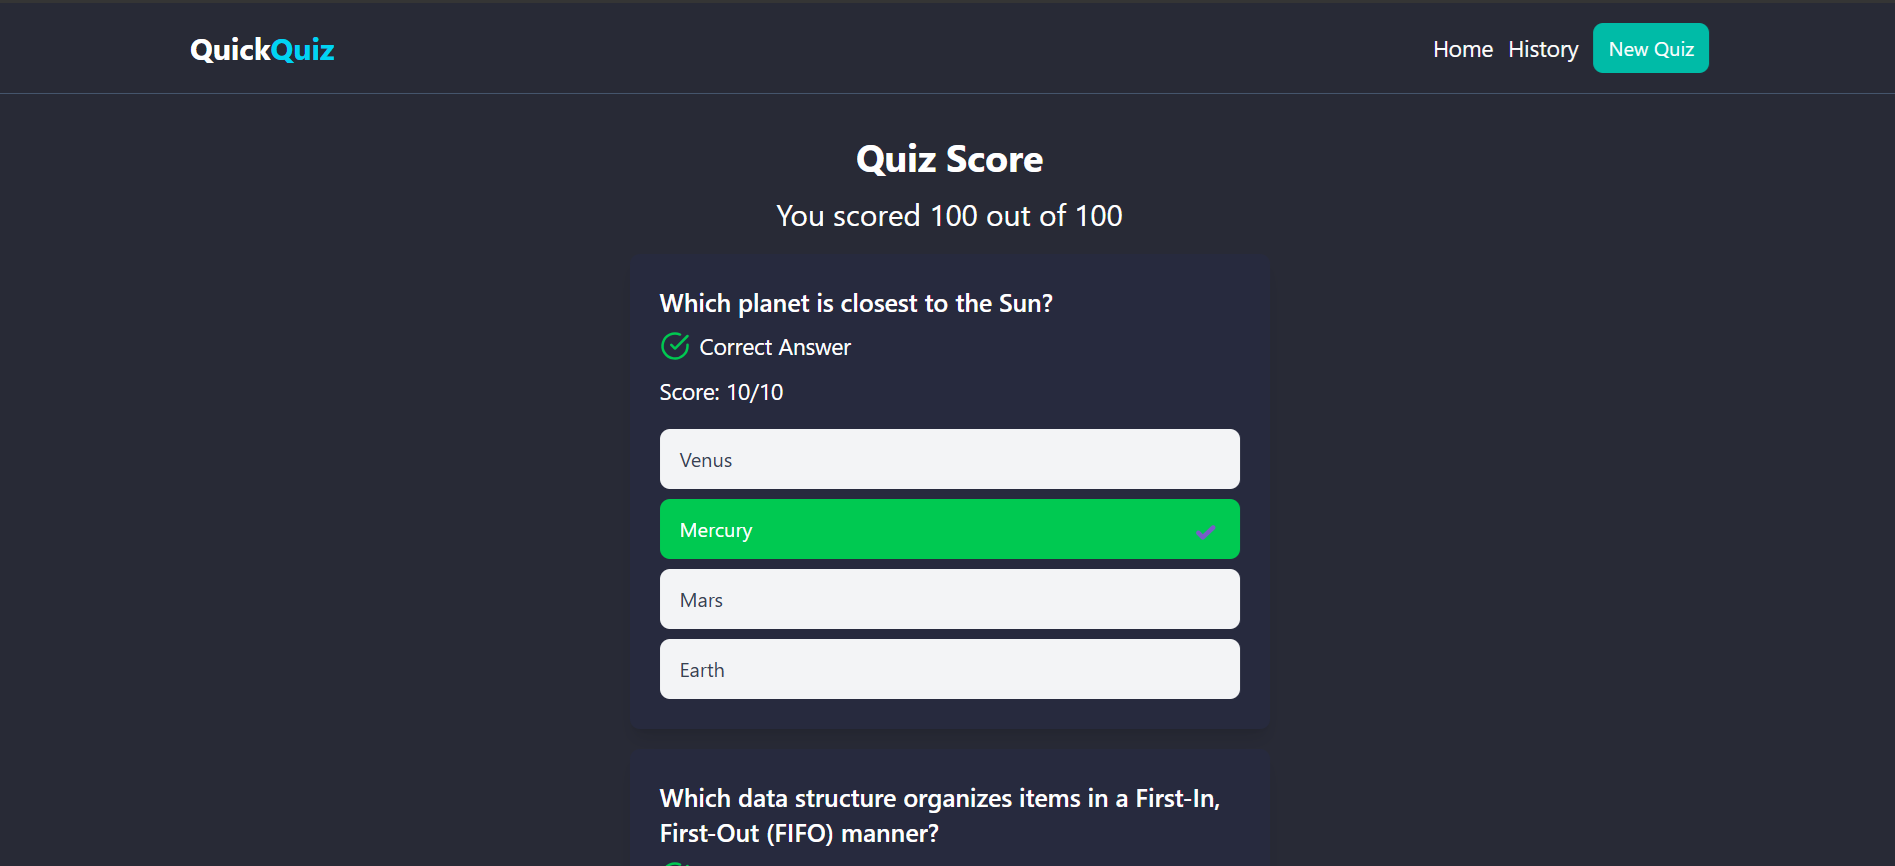 QuickQuiz
Home History New Quiz
Quiz Score
You scored 100 out of 100
Which planet is closest to the Sun?
Correct Answer
Score: 10/10
Venus
Mercury
Mars
Earth
Which data structure organizes items in a First-In,
First-Out (FIFO) manner?